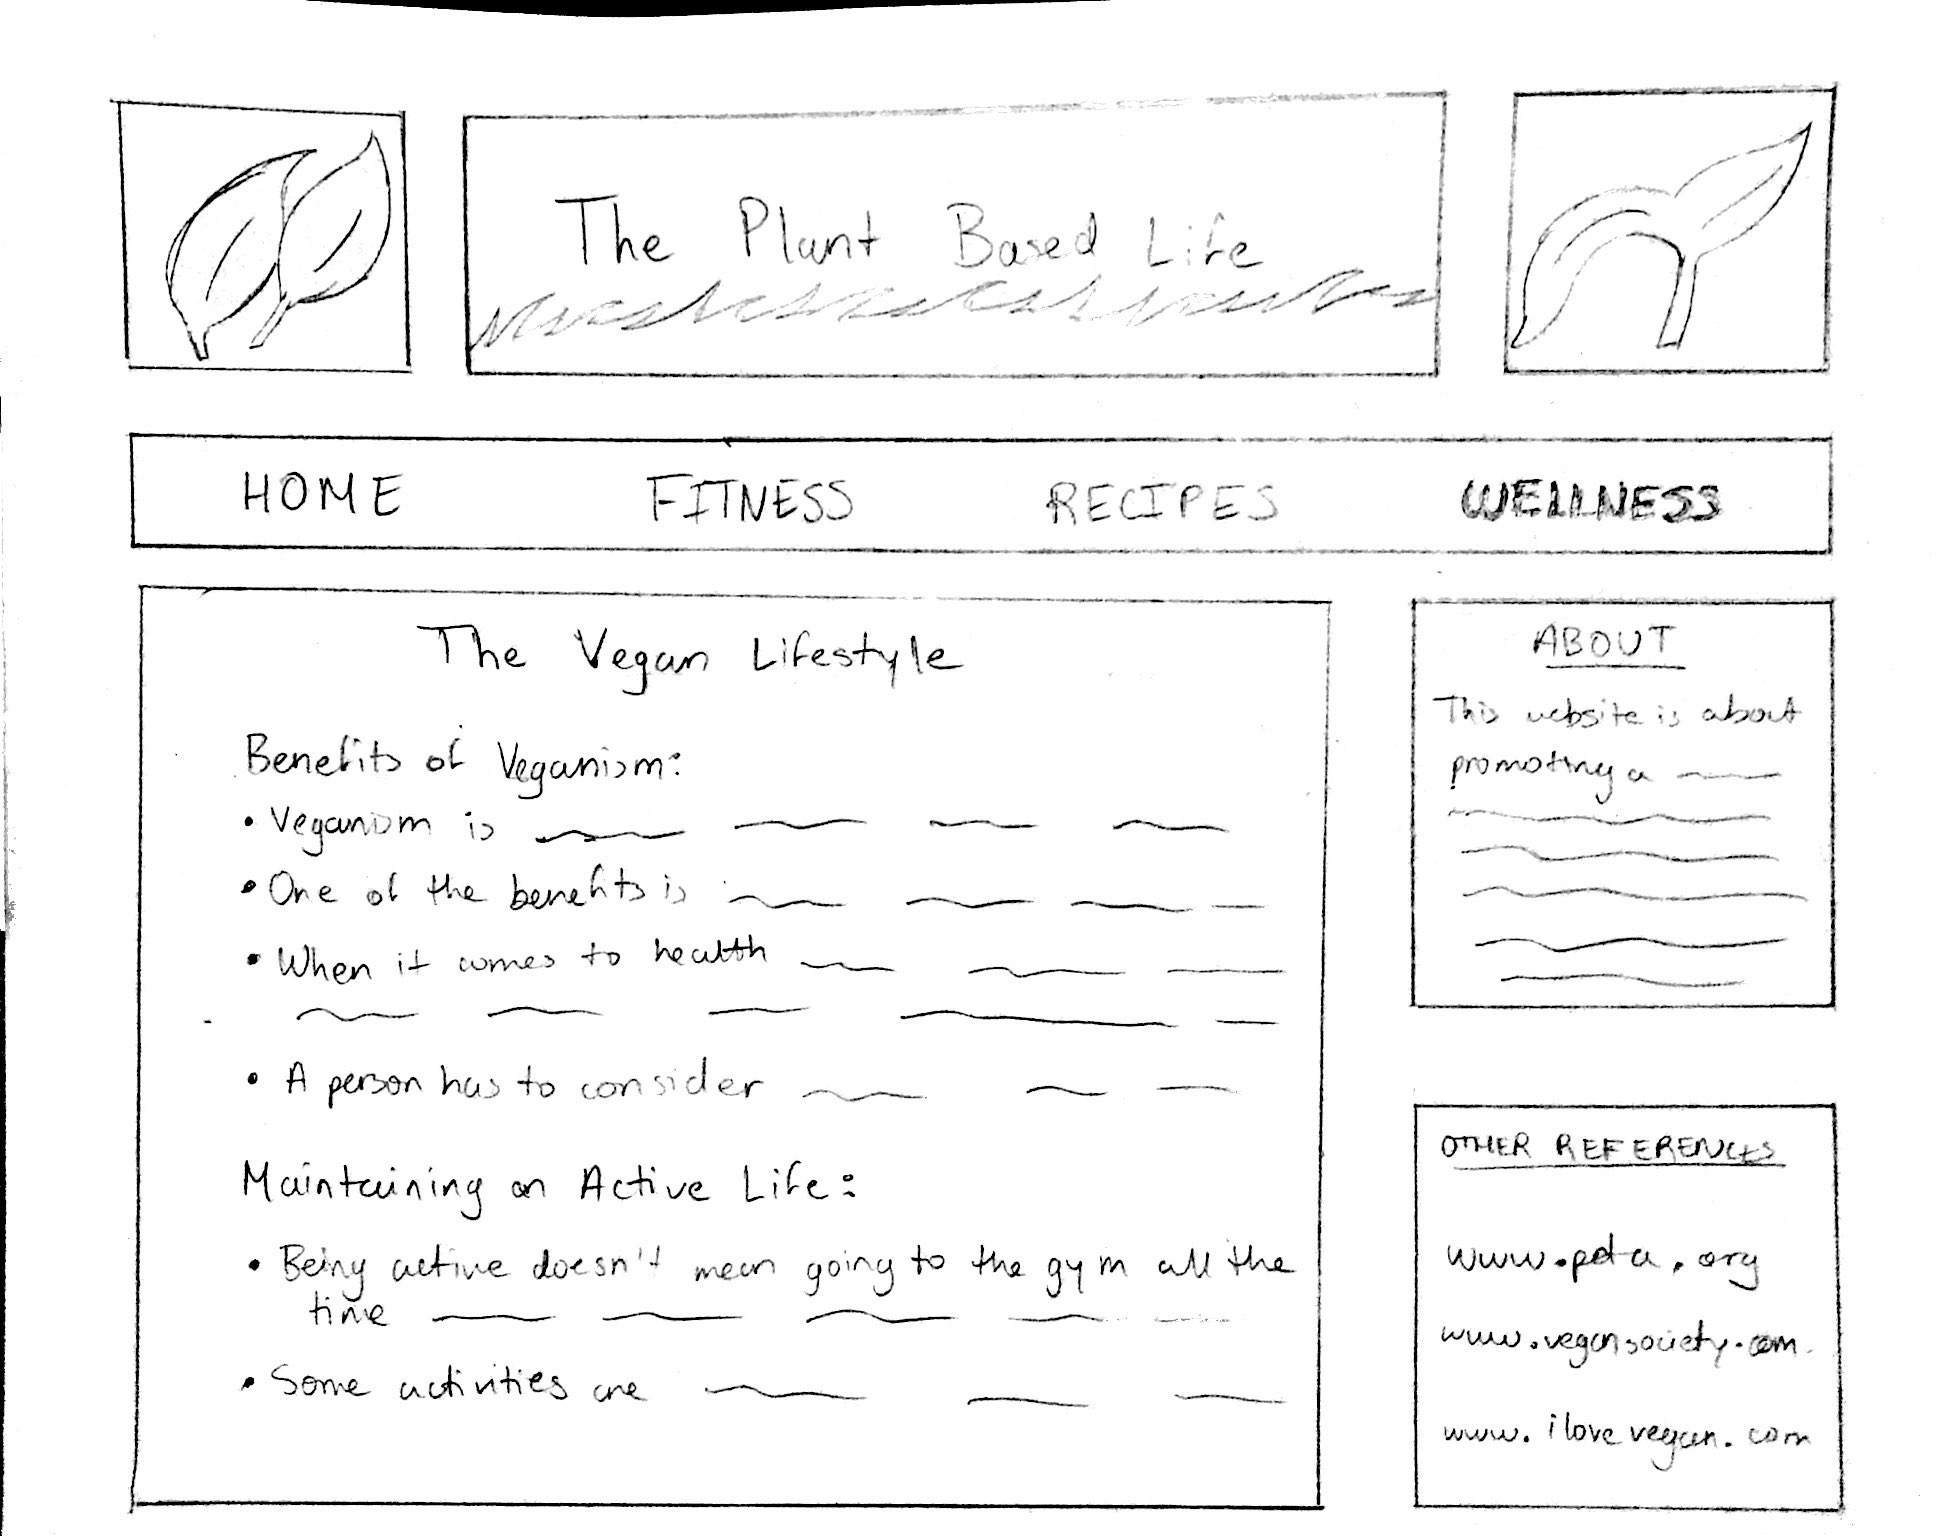 The Plant Based Life
HOME FITNESS RECIPES WELLNESS
The Vegan Lifestyle
Benefits of Veganism:
• Veganism is
• One of the benefits is
• When it comes to health
• A person has to consider
Maintaining an Active Life:
• Being active doesn't mean going to the gym all the
time
• Some activities are
ABOUT
This website is about
promoting a
OTHER REFERENCES
www.peta.org
www.vegansociety.com
www.ilovevegan.com